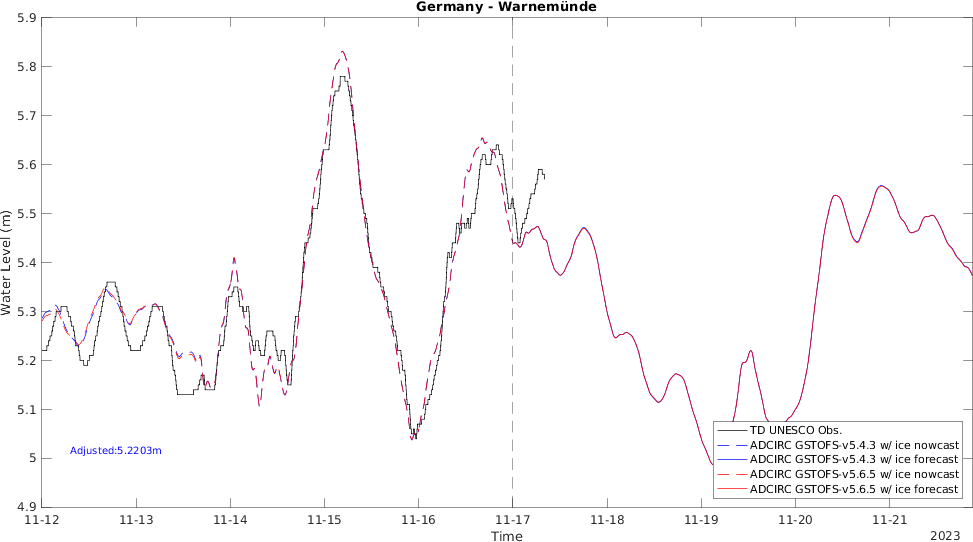 Germany - Warnemünde
5.9
5.8
5.7
5.6
5.5
5.4
5.3
5.2
5.1
5
4.9
Water Level (m)
Adjusted:5.2203m
TD UNESCO Obs.
ADCIRC GSTOFS-v5.4.3 w/ ice nowcast
ADCIRC GSTOFS-v5.4.3 w/ ice forecast
ADCIRC GSTOFS-v5.6.5 w/ ice nowcast
ADCIRC GSTOFS-v5.6.5 w/ ice forecast
11-12 11-13 11-14 11-15 11-16 11-17 11-18 11-19 11-20 11-21
Time
2023